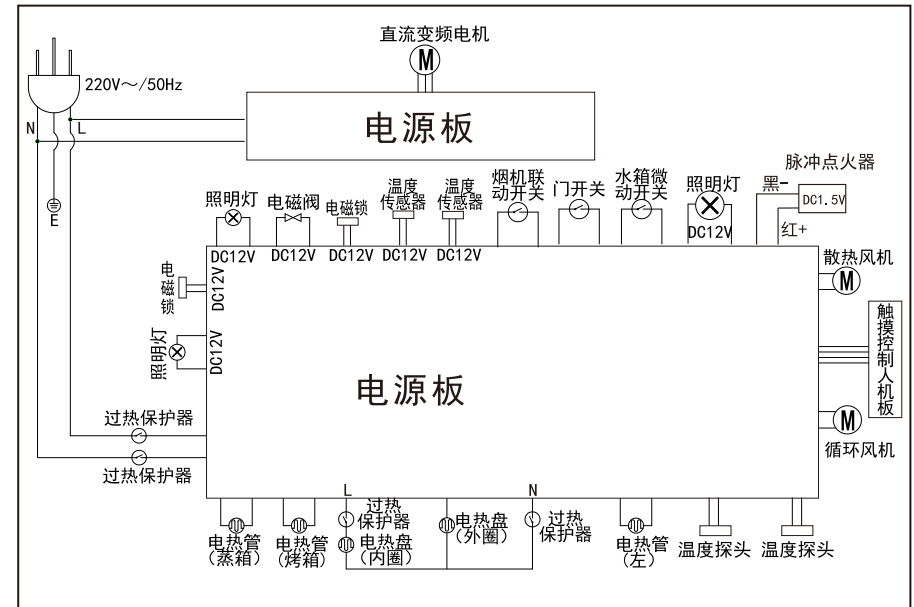 直流变频电机
M
220V～/50Hz
N
L
电源板
E
照明灯
电磁阀
电磁锁
温度
传感器
温度
传感器
烟机联
动开关
门开关
水箱微
动开关
照明灯
脉冲点火器
黑-
DC1.5V
红+
DC12V
DC12V
DC12V
DC12V
DC12V
DC12V
电磁锁
DC12V
照明灯
DC12V
电源板
散热风机
M
触摸控制人机板
M
循环风机
过热保护器
过热保护器
L
N
电热管
(蒸箱)
电热管
(烤箱)
过热
保护器
电热盘
(内圈)
电热盘
(外圈)
过热
保护器
电热管
(左)
温度探头
温度探头